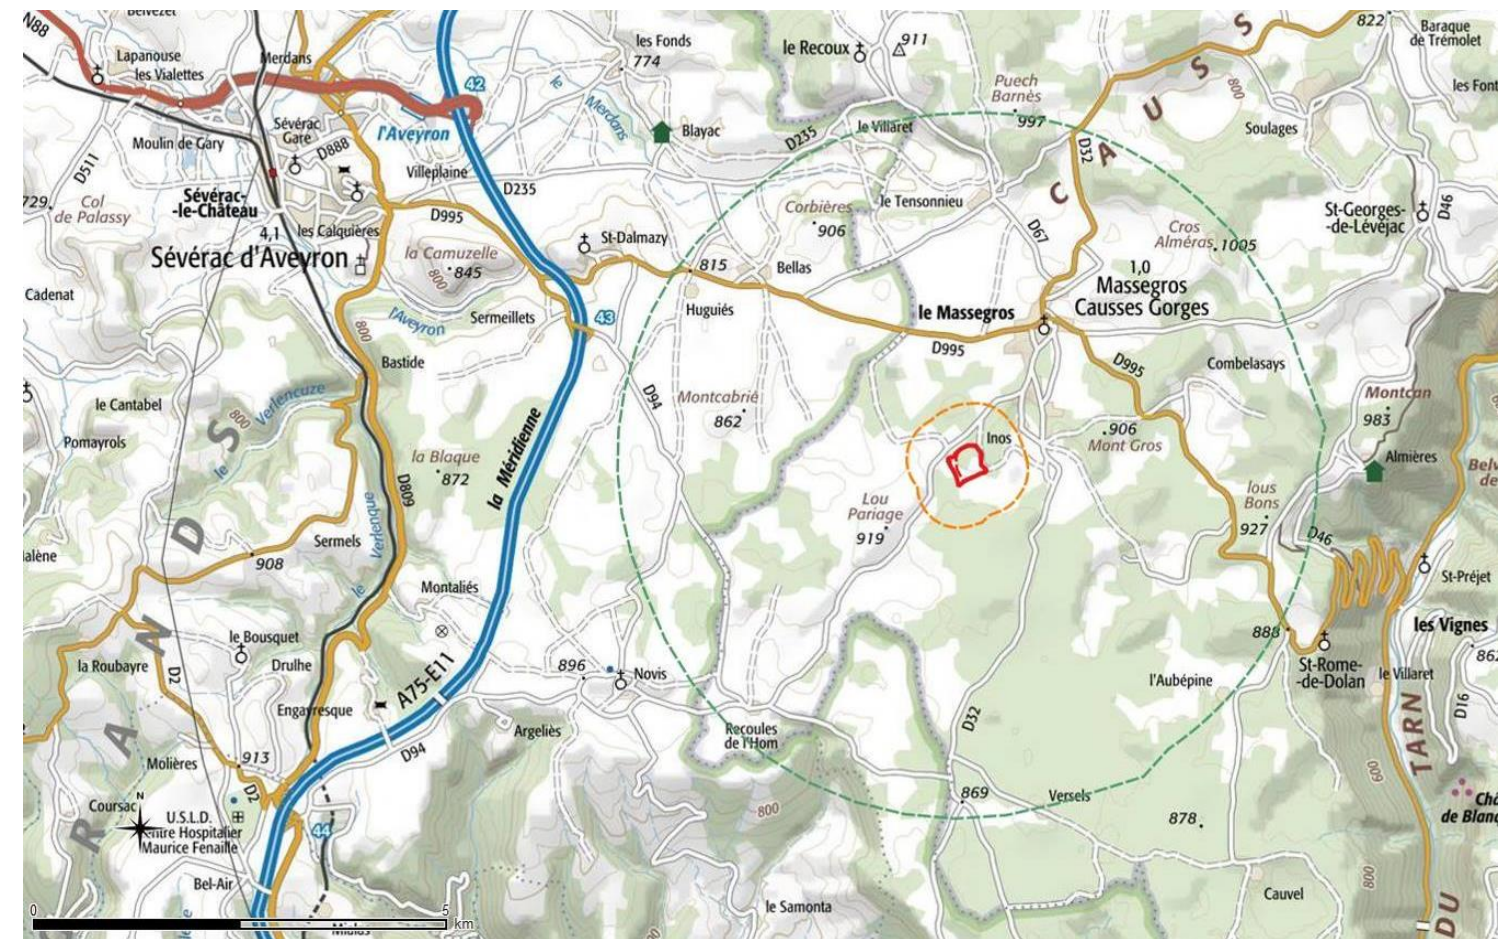 N88
Belvezet
Lapanouse
les Vialettes
Merdans
42
les Fonds
774
le Recoux
911
822
Baraque
de Trémolet
les Font
Puech
Barnès
997
C A U S S
800
Soulages
le
Merdans
Blayac
D235
le Villaret
D32
Moulin de Gary
Sévérac
Gare
D888
l'Aveyron
Villeplaine
D235
D511
729
Col
de Palassy
Sévérac-
-le-Château
4,1
les Calquières
Sévérac d'Aveyron
D995
la Camuzelle
845
800
St-Dalmazy
815
Bellas
Corbières
906
le Tensonnieu
D67
Cros
Alméras
1005
St-Georges-
-de-Lévéjac
D46
1,0
Massegros
Causses Gorges
le Massegros
D995
Cadenat
l'Aveyron
Sermeillets
43
Huguiés
800
Bastide
D995
Combelasays
le Cantabel
Verlencuze
le
800
Pomayrols
D94
Montcabrié
862
Montcan
983
Almières
906
Mont Gros
Inos
la Blaque
872
la Méridienne
D809
Lou
Pariage
919
lous
Bons
927
D46
St-Préjet
Sermels
908
le Verlenque
Montaliés
les Vignes
888
St-Rome-
-de-Dolan
le Villaret
l'Aubépine
D16
le Bousquet
la Roubayre
D2
Drulhe
896
Novis
A75-E11
Engayresque
Argeliès
Recoules
de l'Hom
D32
TARN
Molières
913
D94
D2
869
Versels
600
800
878
Coursac
N
U.S.L.D.
Centre Hospitalier
Maurice Fenaille
44
Bel-Air
R A N D S
800
Cauvel
le Samonta
800
DU
0
5
km